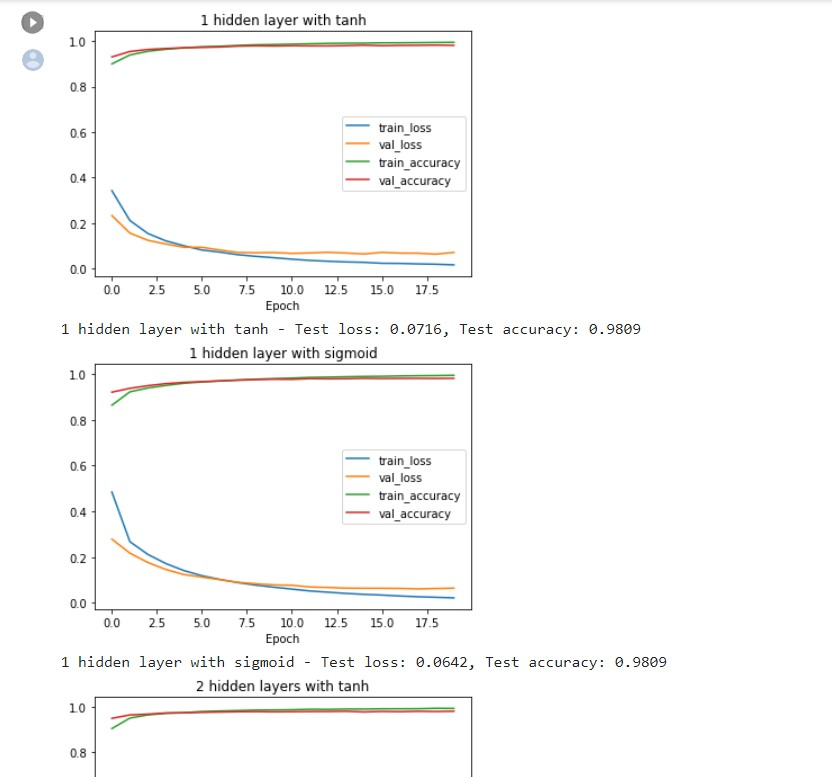 1 hidden layer with tanh
1.0
0.8
0.6
0.4
0.2
0.0
train_loss
val_loss
train_accuracy
val_accuracy
0.0 2.5 5.0 7.5 10.0 12.5 15.0 17.5
Epoch
1 hidden layer with tanh - Test loss: 0.0716, Test accuracy: 0.9809
1 hidden layer with sigmoid
1.0
0.8
0.6
0.4
0.2
0.0
train_loss
val_loss
train_accuracy
val_accuracy
0.0 2.5 5.0 7.5 10.0 12.5 15.0 17.5
Epoch
1 hidden layer with sigmoid - Test loss: 0.0642, Test accuracy: 0.9809
2 hidden layers with tanh
1.0
0.8